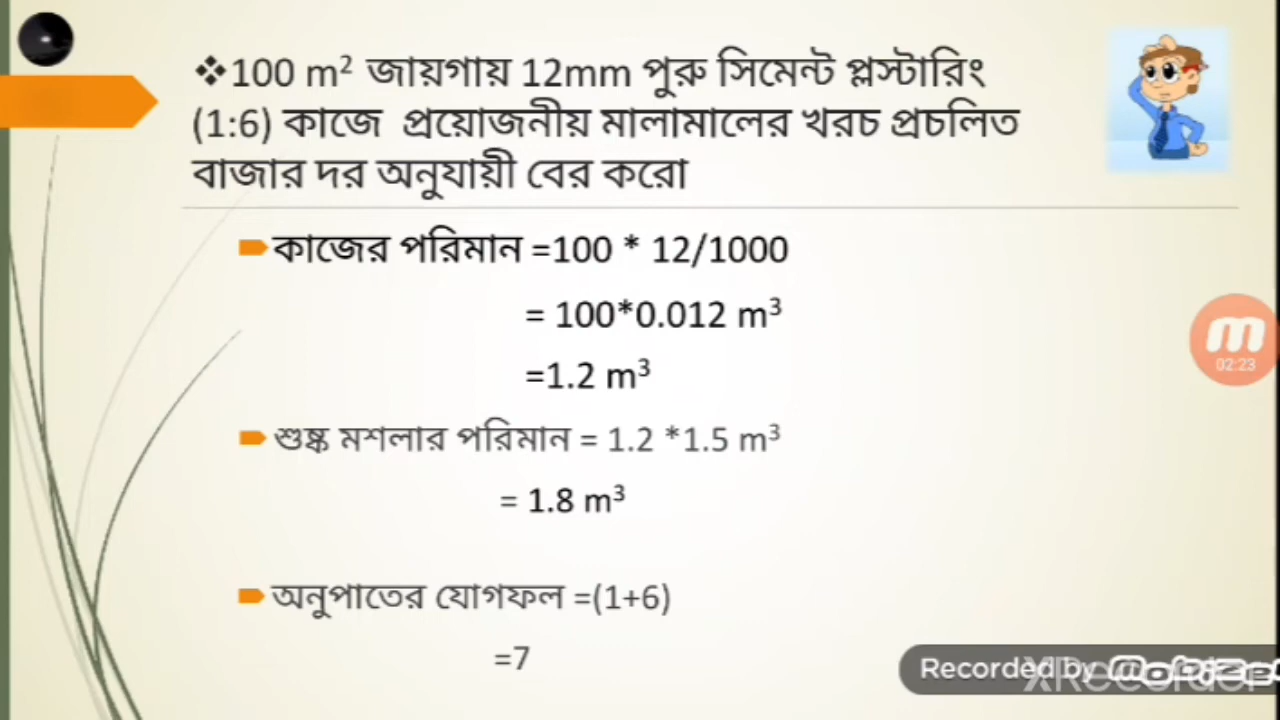 ❖100 m² জায়গায় 12mm পুরু সিমেন্ট প্লস্টারিং
(1:6) কাজে প্রয়োজনীয় মালামালের খরচ প্রচলিত
বাজার দর অনুযায়ী বের করো
কাজের পরিমান =100 * 12/1000
= 100*0.012 m³
=1.2 m³
শুষ্ক মশলার পরিমান = 1.2 *1.5 m³
= 1.8 m³
অনুপাতের যোগফল =(1+6)
=7
02:23
Recorded by
XRecorder